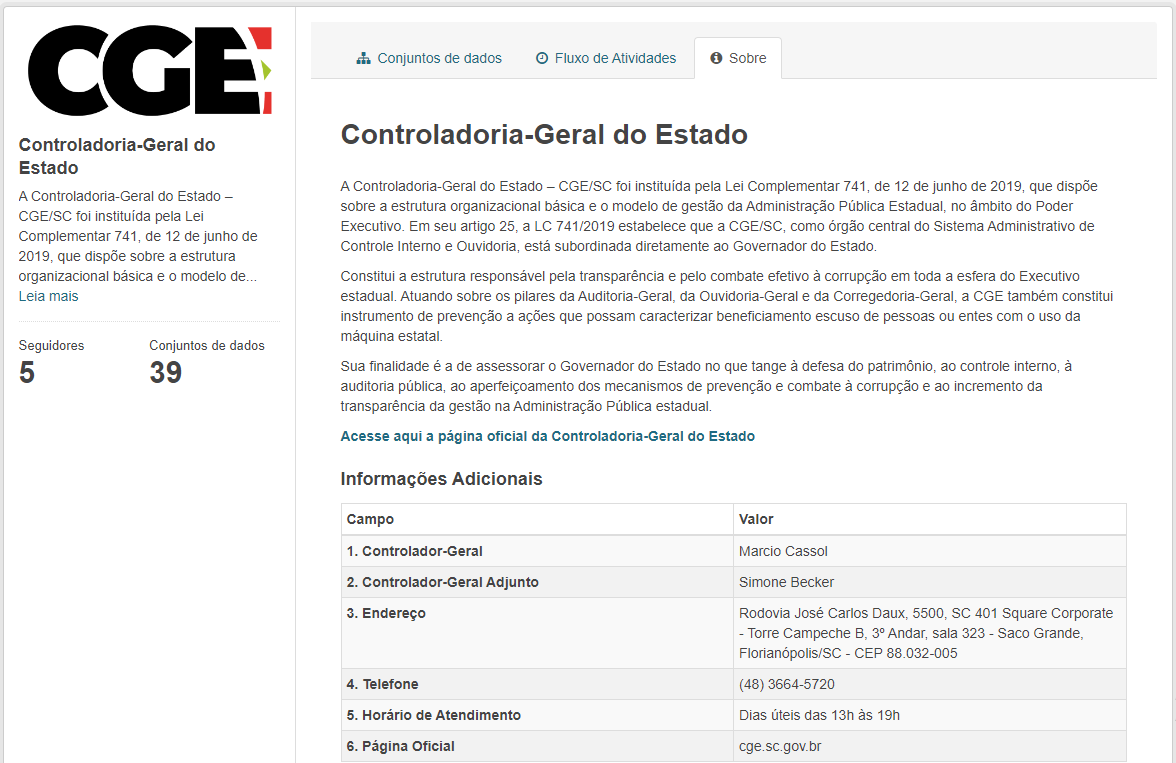 CGE
Controladoria-Geral do
Estado
A Controladoria-Geral do Estado –
CGE/SC foi instituída pela Lei
Complementar 741, de 12 de junho de
2019, que dispõe sobre a estrutura
organizacional básica e o modelo de...
Leia mais
Seguidores
5
Conjuntos de dados
39
Conjuntos de dados
Fluxo de Atividades
Sobre
Controladoria-Geral do Estado
A Controladoria-Geral do Estado – CGE/SC foi instituída pela Lei Complementar 741, de 12 de junho de 2019, que dispõe
sobre a estrutura organizacional básica e o modelo de gestão da Administração Pública Estadual, no âmbito do Poder
Executivo. Em seu artigo 25, a LC 741/2019 estabelece que a CGE/SC, como órgão central do Sistema Administrativo de
Controle Interno e Ouvidoria, está subordinada diretamente ao Governador do Estado.
Constitui a estrutura responsável pela transparência e pelo combate efetivo à corrupção em toda a esfera do Executivo
estadual. Atuando sobre os pilares da Auditoria-Geral, da Ouvidoria-Geral e da Corregedoria-Geral, a CGE também constitui
instrumento de prevenção a ações que possam caracterizar beneficiamento escuso de pessoas ou entes com o uso da
máquina estatal.
Sua finalidade é a de assessorar o Governador do Estado no que tange à defesa do patrimônio, ao controle interno, à
auditoria pública, ao aperfeiçoamento dos mecanismos de prevenção e combate à corrupção e ao incremento da
transparência da gestão na Administração Pública estadual.
Acesse aqui a página oficial da Controladoria-Geral do Estado
Informações Adicionais
Campo Valor
1. Controlador-Geral Marcio Cassol
2. Controlador-Geral Adjunto Simone Becker
3. Endereço Rodovia José Carlos Daux, 5500, SC 401 Square Corporate
- Torre Campeche B, 3º Andar, sala 323 - Saco Grande,
Florianópolis/SC - CEP 88.032-005
4. Telefone (48) 3664-5720
5. Horário de Atendimento Dias úteis das 13h às 19h
6. Página Oficial cge.sc.gov.br